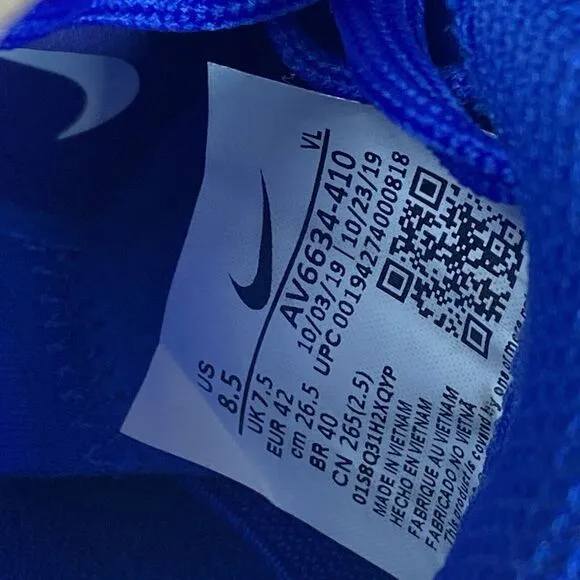 VL
AV6634-410
10/03/19 | 10/23/19
UPC 00194274000818
US
8.5
UK 7.5
EUR 42
cm 26.5
BR 40
CN 265(2.5)
01S8Q31H2XQYP
MADE IN VIETNAM
HECHO EN VIETNAM
FABRIQUE AU VIETNAM
FABRICADO NO VIETNÃ
This product is covered by one or more